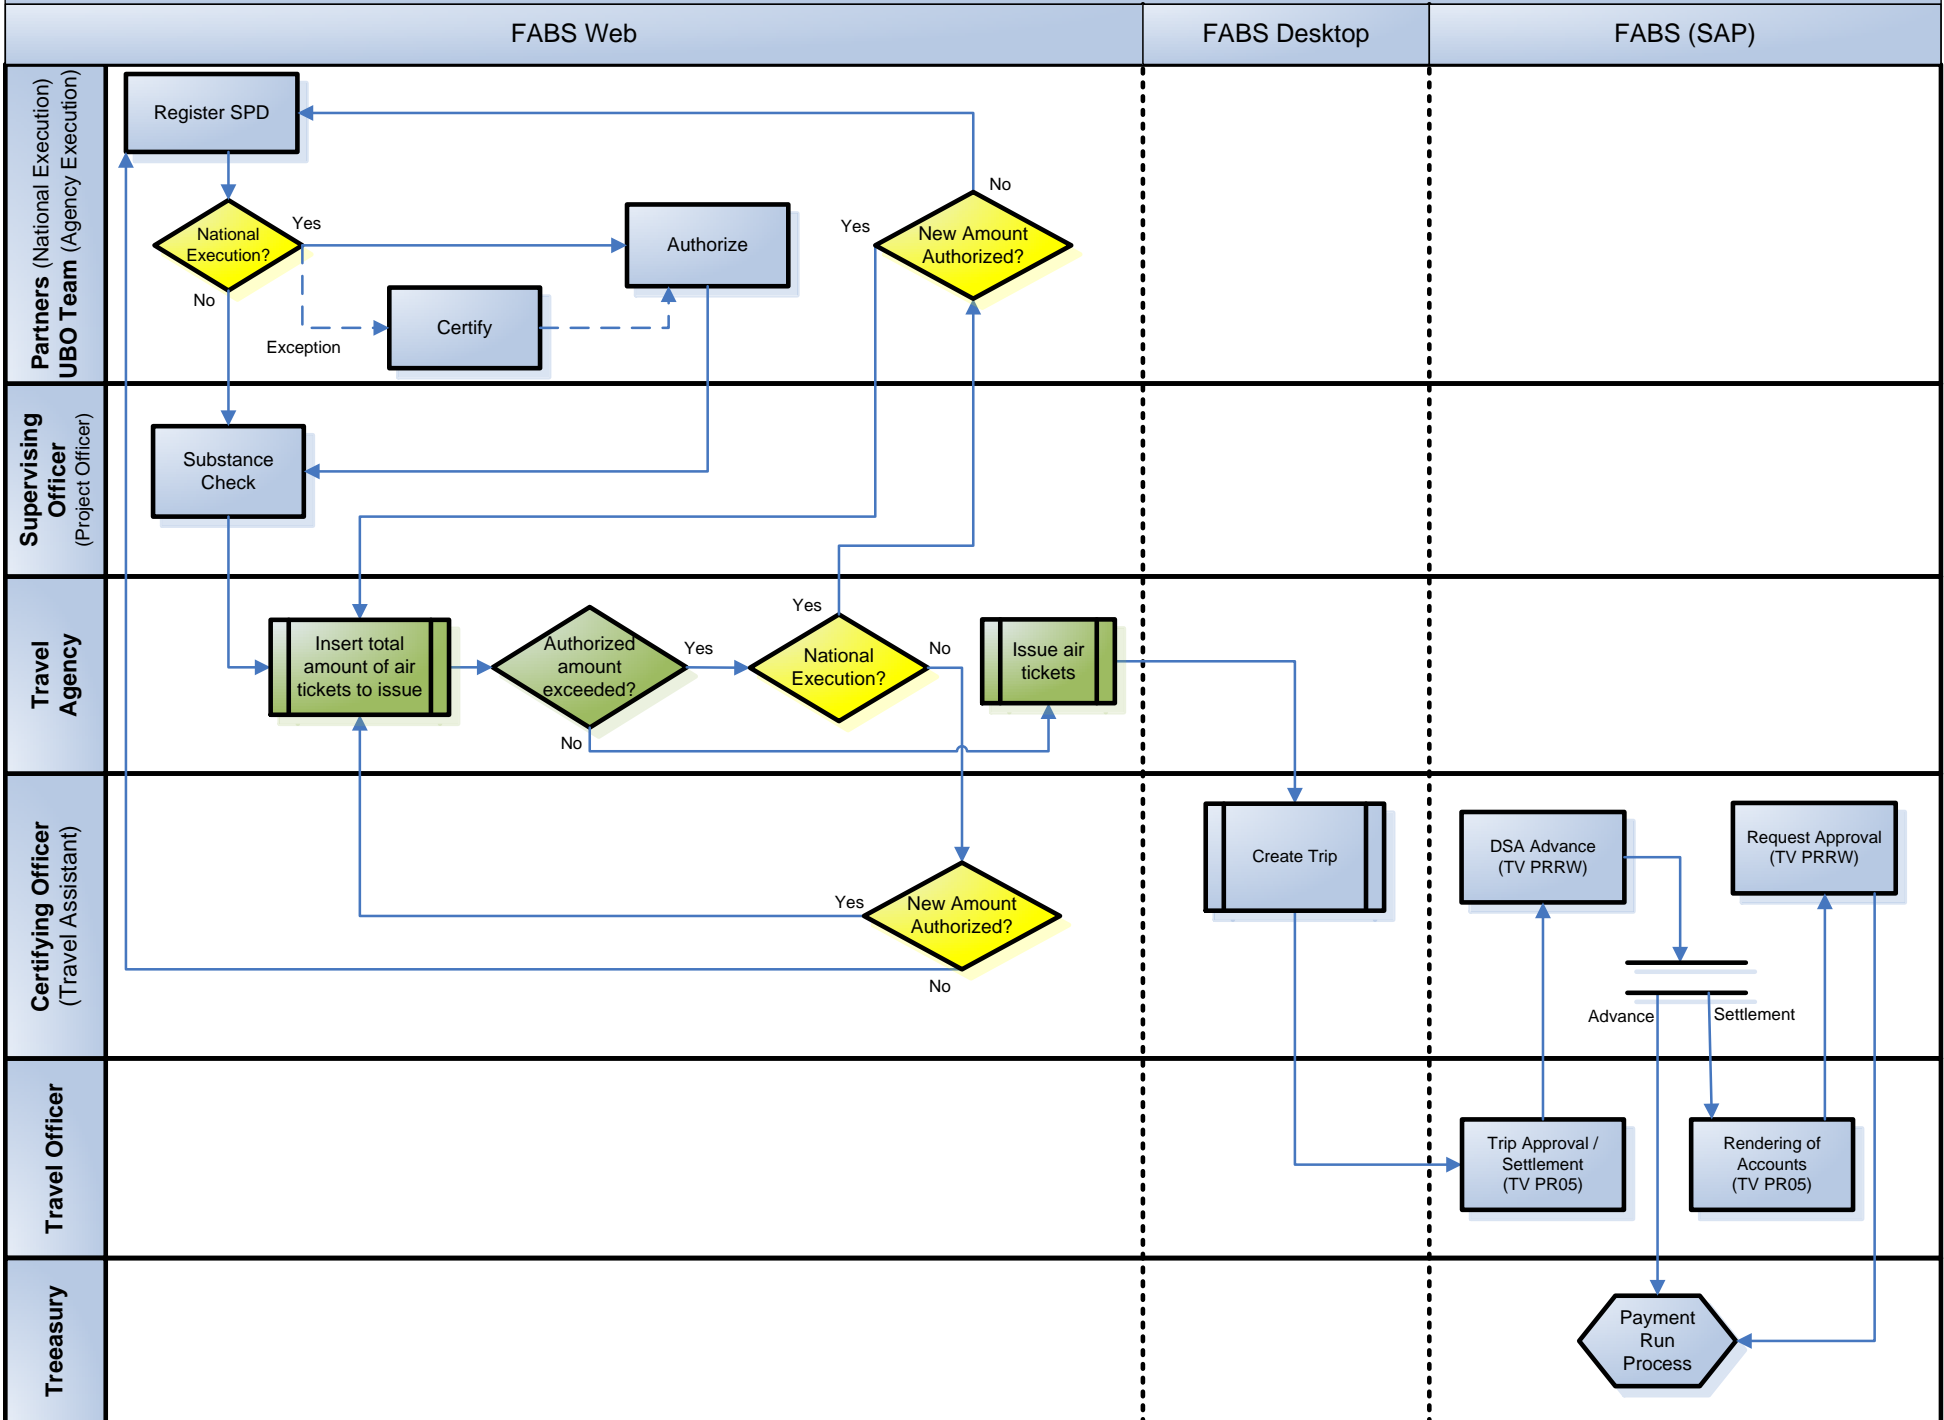 FABS Web
FABS Desktop
FABS (SAP)
Partners (National Execution)
UBO Team (Agency Execution)
Register SPD
National
Execution?
Yes
No
Exception
Certify
Authorize
Yes
New Amount
Authorized?
No
Supervising
Officer
(Project Officer)
Substance
Check
Travel
Agency
Insert total
amount of air
tickets to issue
Authorized
amount
exceeded?
Yes
No
Yes
National
Execution?
No
Issue air
tickets
Certifying Officer
(Travel Assistant)
Yes
New Amount
Authorized?
No
Create Trip
DSA Advance
(TV PRRW)
Request Approval
(TV PRRW)
Advance
Settlement
Travel Officer
Trip Approval /
Settlement
(TV PR05)
Rendering of
Accounts
(TV PR05)
Treeasury
Payment
Run
Process